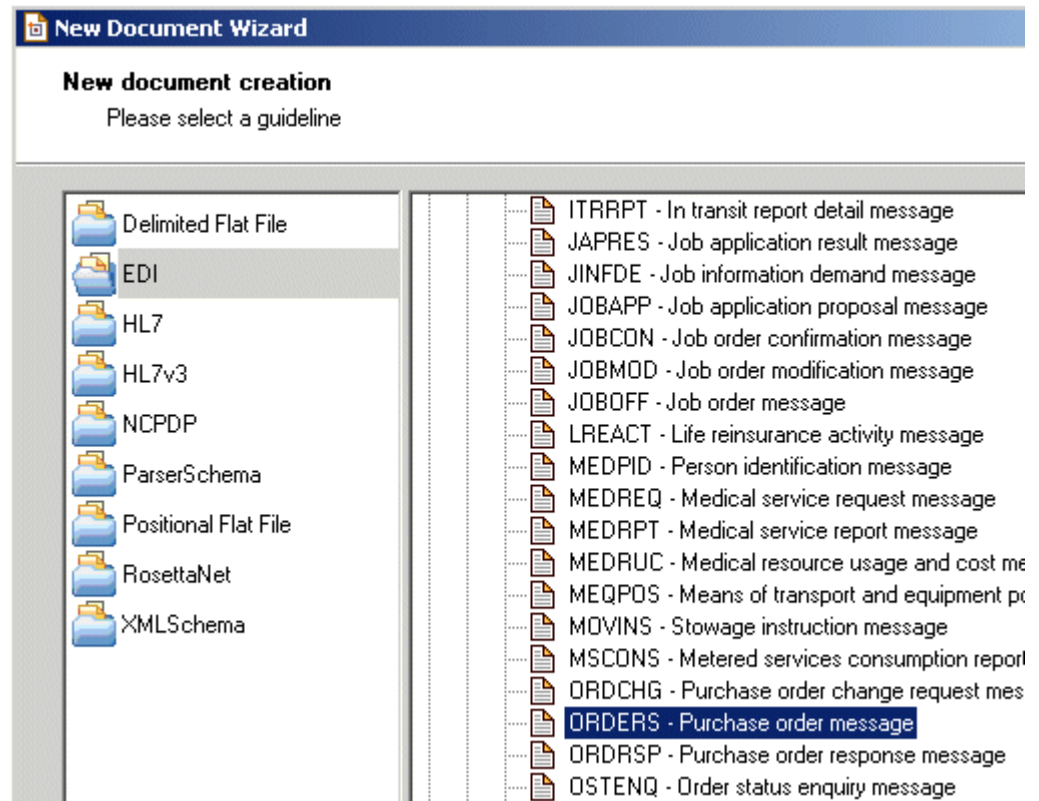 New Document Wizard
New document creation
Please select a guideline
Delimited Flat File
EDI
HL7
HL7v3
NCPDP
ParserSchema
Positional Flat File
RosettaNet
XMLSchema
ITRRPT - In transit report detail message
JAPRES - Job application result message
JINFDE - Job information demand message
JOBAPP - Job application proposal message
JOBCON - Job order confirmation message
JOBMOD - Job order modification message
JOBOFF - Job order message
LREACT - Life reinsurance activity message
MEDPID - Person identification message
MEDREQ - Medical service request message
MEDRPT - Medical service report message
MEDRUC - Medical resource usage and cost me
MEQPOS - Means of transport and equipment po
MOVINS - Stowage instruction message
MSCONS - Metered services consumption report
ORDCHG - Purchase order change request mes
ORDERS - Purchase order message
ORDRSP - Purchase order response message
OSTENQ - Order status enquiry message